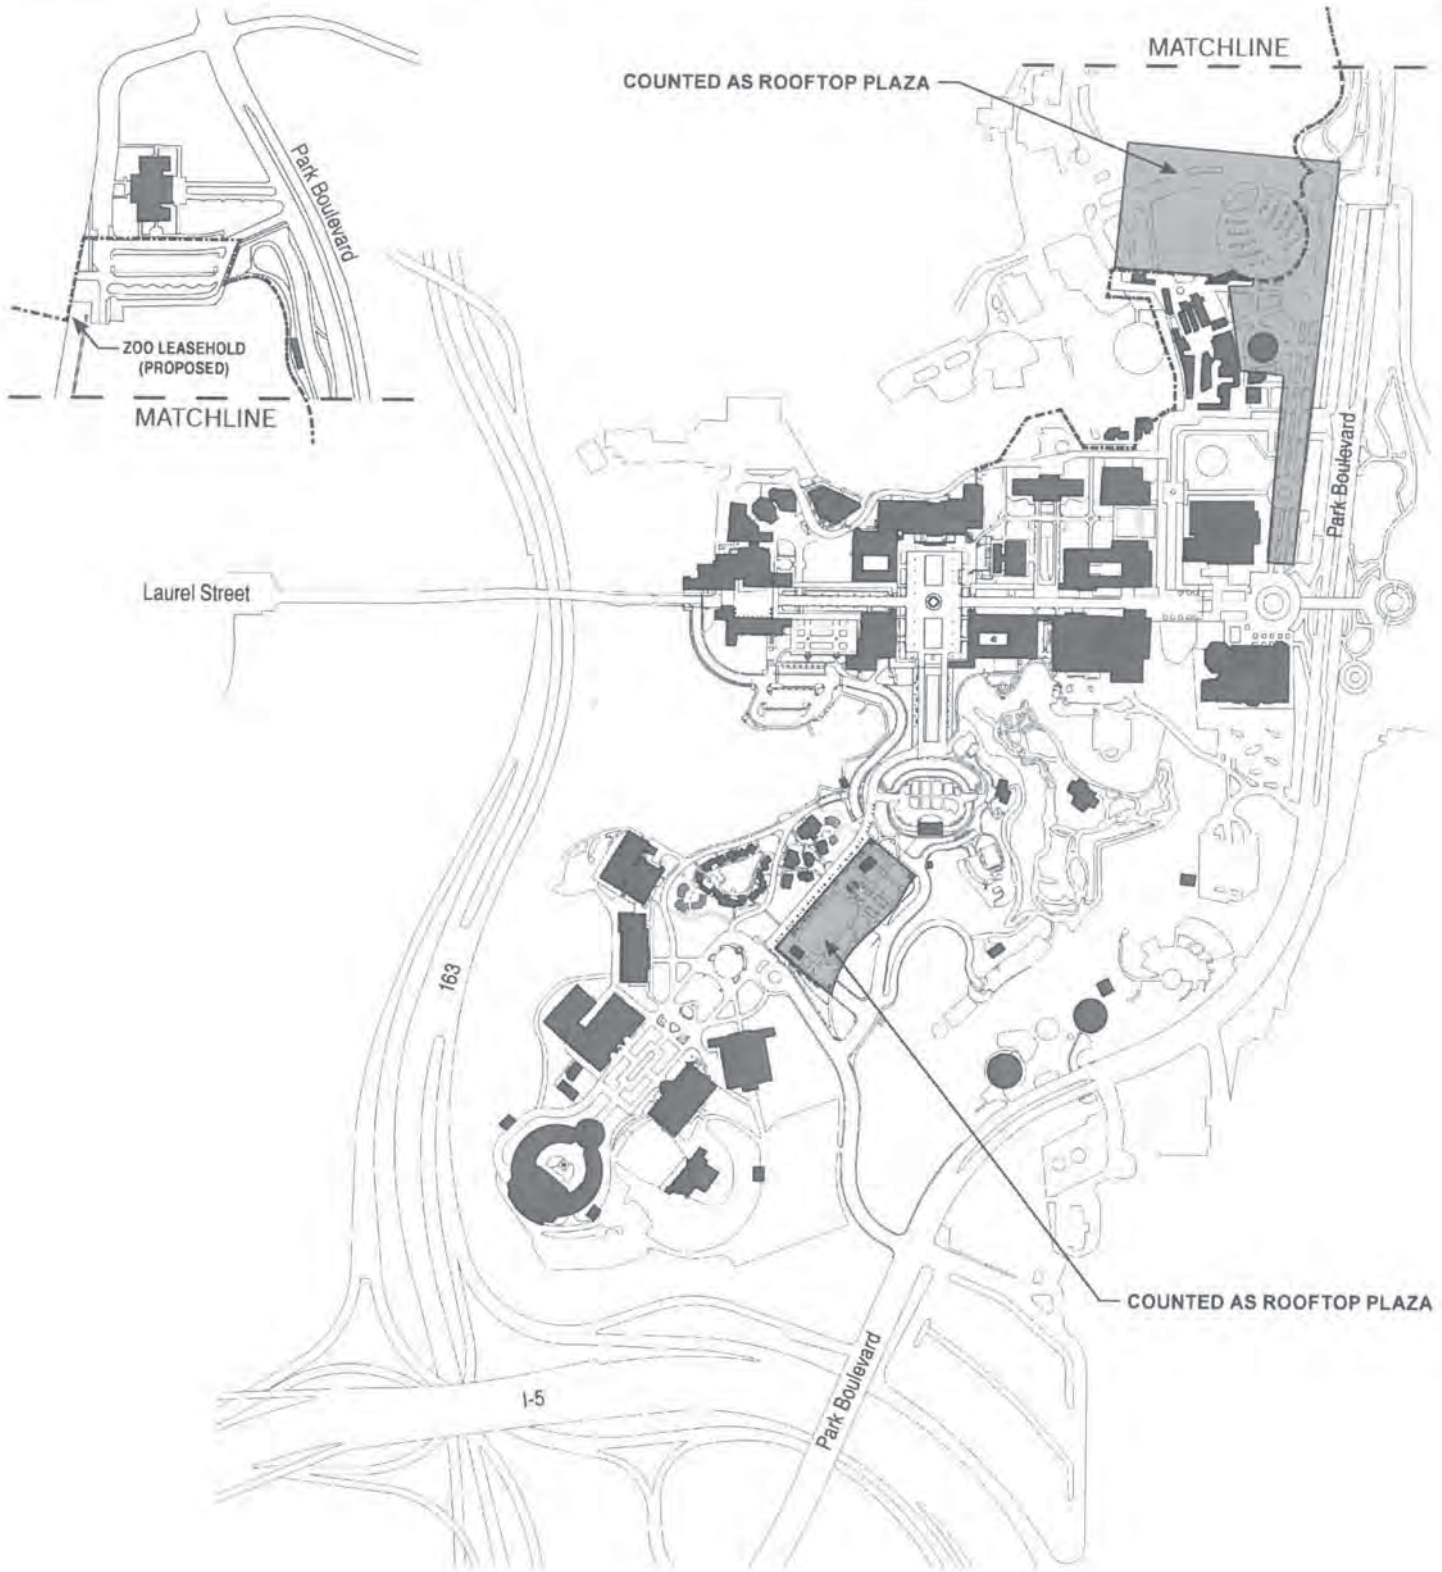 MATCHLINE
COUNTED AS ROOFTOP PLAZA
Park Boulevard
ZOO LEASEHOLD
(PROPOSED)
MATCHLINE
Park Boulevard
Laurel Street
163
COUNTED AS ROOFTOP PLAZA
Park Boulevard
I-5